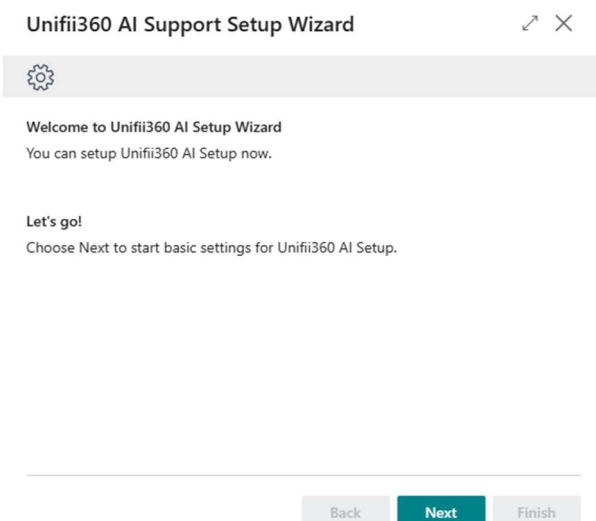 Unifii360 AI Support Setup Wizard
Welcome to Unifii360 AI Setup Wizard
You can setup Unifii360 AI Setup now.
Let's go!
Choose Next to start basic settings for Unifii360 AI Setup.
Back Next Finish